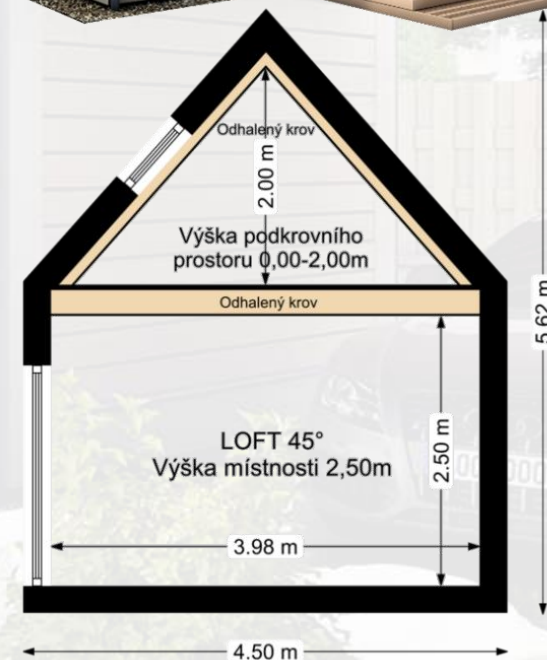 Odhalený krov
2.00 m
Výška podkrovního
prostoru 0,00-2,00m
Odhalený krov
5.62 m
LOFT 45°
Výška místnosti 2,50m
2.50 m
3.98 m
4.50 m